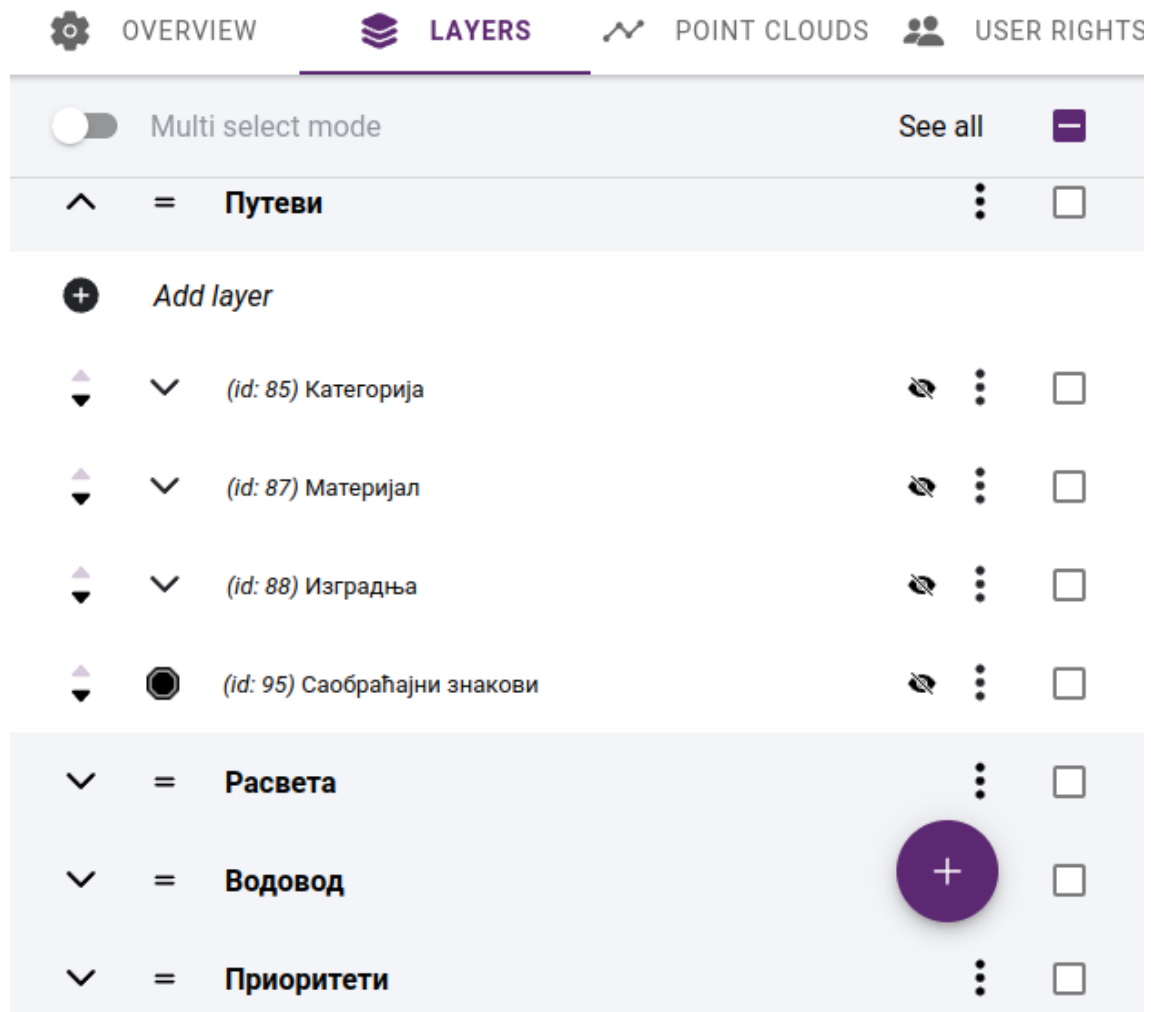 OVERVIEW LAYERS POINT CLOUDS USER RIGHTS
Multi select mode See all
Путеви
Add layer
(id: 85) Категорија
(id: 87) Материјал
(id: 88) Изградња
(id: 95) Саобраћајни знакови
Расвета
Водовод
Приоритети